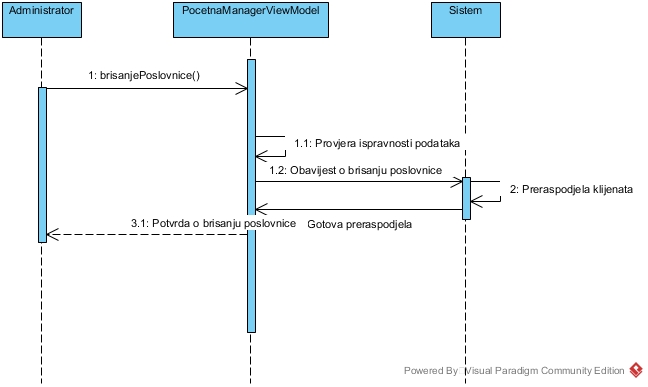 Administrator
PocetnaManagerViewModel
Sistem
1: brisanjePoslovnice()
1.1: Provjera ispravnosti podataka
1.2: Obavijest o brisanju poslovnice
2: Preraspodjela klijenata
3.1: Potvrda o brisanju poslovnice
Gotova preraspodjela
Powered By Visual Paradigm Community Edition